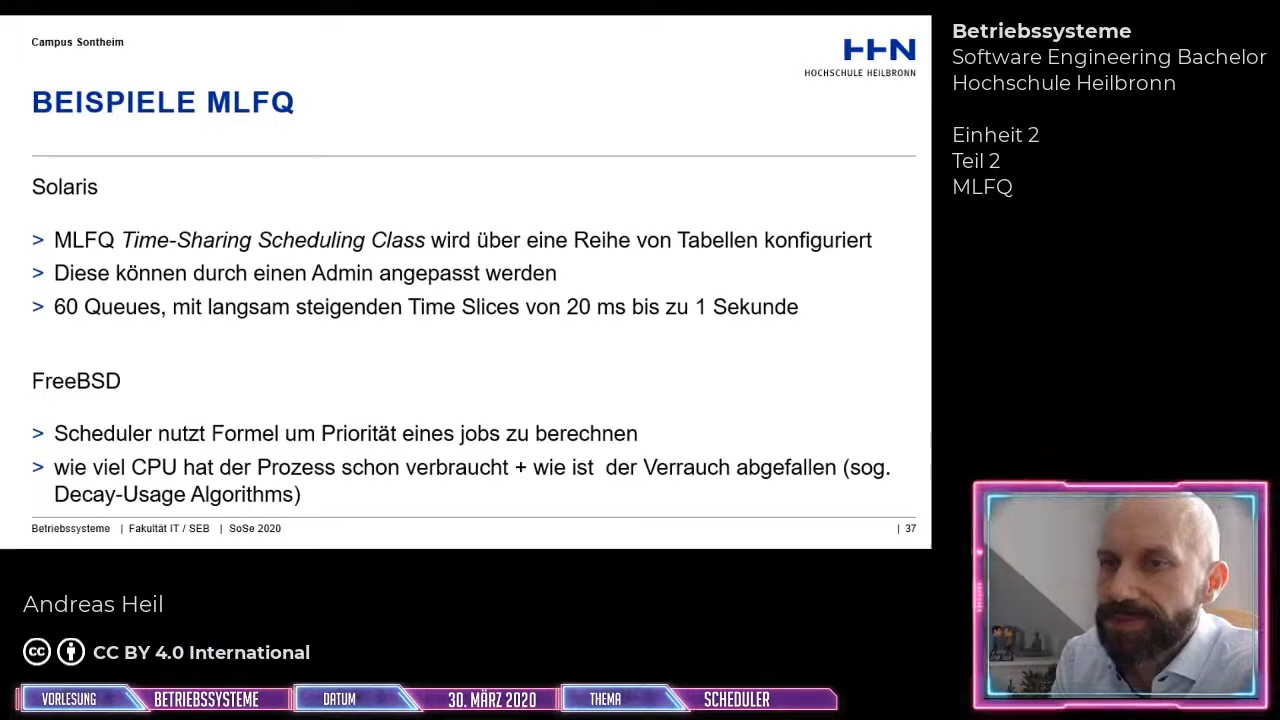 Campus Sontheim
HHN
HOCHSCHULE HEILBRONN
BEISPIELE MLFQ
Solaris
> MLFQ Time-Sharing Scheduling Class wird über eine Reihe von Tabellen konfiguriert
> Diese können durch einen Admin angepasst werden
> 60 Queues, mit langsam steigenden Time Slices von 20 ms bis zu 1 Sekunde
FreeBSD
> Scheduler nutzt Formel um Priorität eines jobs zu berechnen
> wie viel CPU hat der Prozess schon verbraucht + wie ist der Verrauch abgefallen (sog.
Decay-Usage Algorithms)
Betriebssysteme | Fakultät IT / SEB | SoSe 2020 | 37
Betriebssysteme
Software Engineering Bachelor
Hochschule Heilbronn
Einheit 2
Teil 2
MLFQ
Andreas Heil
cc CC BY 4.0 International
VORLESUNG BETRIEBSSYSTEME DATUM 30. MÄRZ 2020 THEMA SCHEDULER